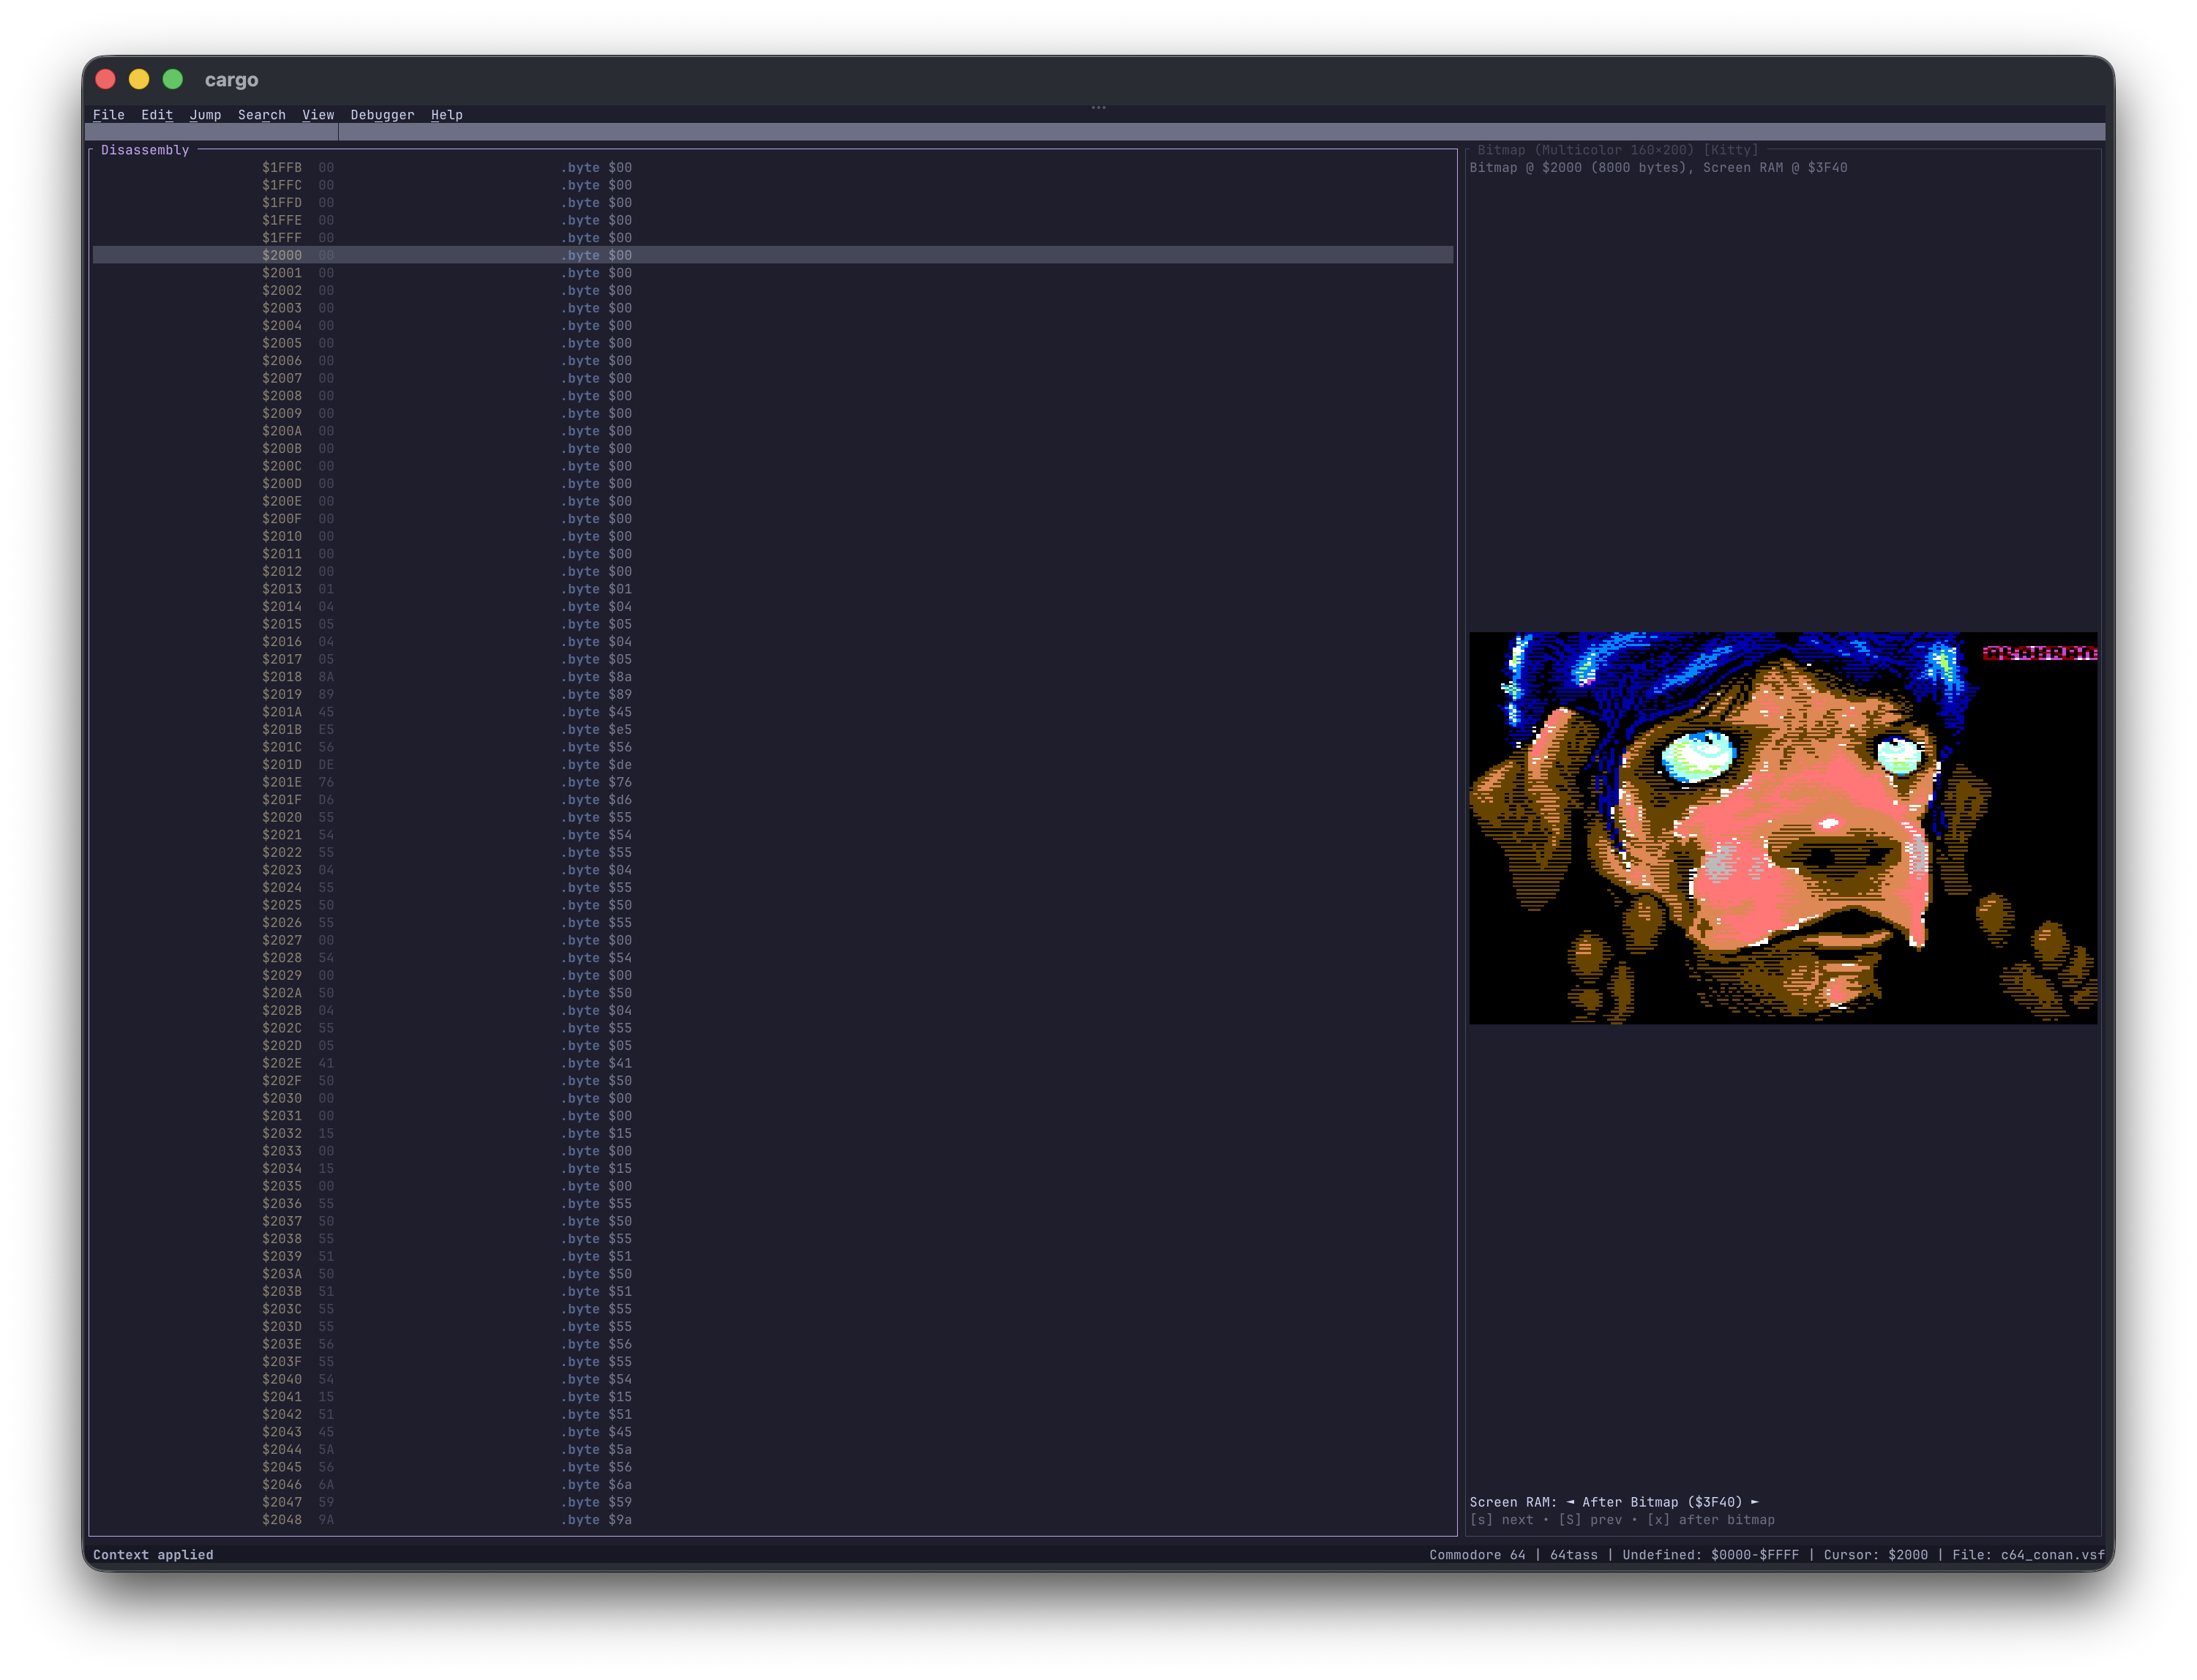 cargo
File Edit Jump Search View Debugger Help
Disassembly
$1FFB 00 .byte $00
$1FFC 00 .byte $00
$1FFD 00 .byte $00
$1FFE 00 .byte $00
$1FFF 00 .byte $00
$2000 00 .byte $00
$2001 00 .byte $00
$2002 00 .byte $00
$2003 00 .byte $00
$2004 00 .byte $00
$2005 00 .byte $00
$2006 00 .byte $00
$2007 00 .byte $00
$2008 00 .byte $00
$2009 00 .byte $00
$200A 00 .byte $00
$200B 00 .byte $00
$200C 00 .byte $00
$200D 00 .byte $00
$200E 00 .byte $00
$200F 00 .byte $00
$2010 00 .byte $00
$2011 00 .byte $00
$2012 00 .byte $00
$2013 01 .byte $01
$2014 04 .byte $04
$2015 05 .byte $05
$2016 04 .byte $04
$2017 05 .byte $05
$2018 8A .byte $8a
$2019 89 .byte $89
$201A 45 .byte $45
$201B E5 .byte $e5
$201C 56 .byte $56
$201D DE .byte $de
$201E 76 .byte $76
$201F D6 .byte $d6
$2020 55 .byte $55
$2021 54 .byte $54
$2022 55 .byte $55
$2023 04 .byte $04
$2024 55 .byte $55
$2025 50 .byte $50
$2026 55 .byte $55
$2027 00 .byte $00
$2028 54 .byte $54
$2029 00 .byte $00
$202A 50 .byte $50
$202B 04 .byte $04
$202C 55 .byte $55
$202D 05 .byte $05
$202E 41 .byte $41
$202F 50 .byte $50
$2030 00 .byte $00
$2031 00 .byte $00
$2032 15 .byte $15
$2033 00 .byte $00
$2034 15 .byte $15
$2035 00 .byte $00
$2036 55 .byte $55
$2037 50 .byte $50
$2038 55 .byte $55
$2039 51 .byte $51
$203A 50 .byte $50
$203B 51 .byte $51
$203C 55 .byte $55
$203D 55 .byte $55
$203E 56 .byte $56
$203F 55 .byte $55
$2040 54 .byte $54
$2041 15 .byte $15
$2042 51 .byte $51
$2043 45 .byte $45
$2044 5A .byte $5a
$2045 56 .byte $56
$2046 6A .byte $6a
$2047 59 .byte $59
$2048 9A .byte $9a
Bitmap (Multicolor 160×200) [Kitty]
Bitmap @ $2000 (8000 bytes), Screen RAM @ $3F40
Screen RAM: ◄ After Bitmap ($3F40) ►
[s] next • [S] prev • [x] after bitmap
Context applied
Commodore 64 | 64tass | Undefined: $0000-$FFFF | Cursor: $2000 | File: c64_conan.vsf